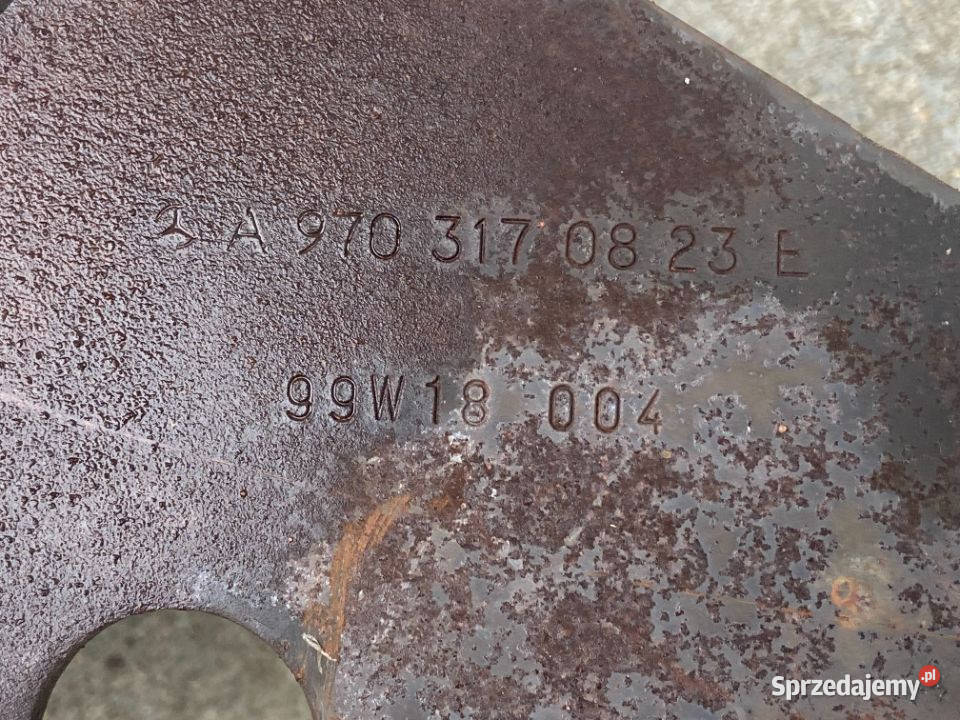 A 970 317 08 23 E
99W18 004
Sprzedajemy.pl